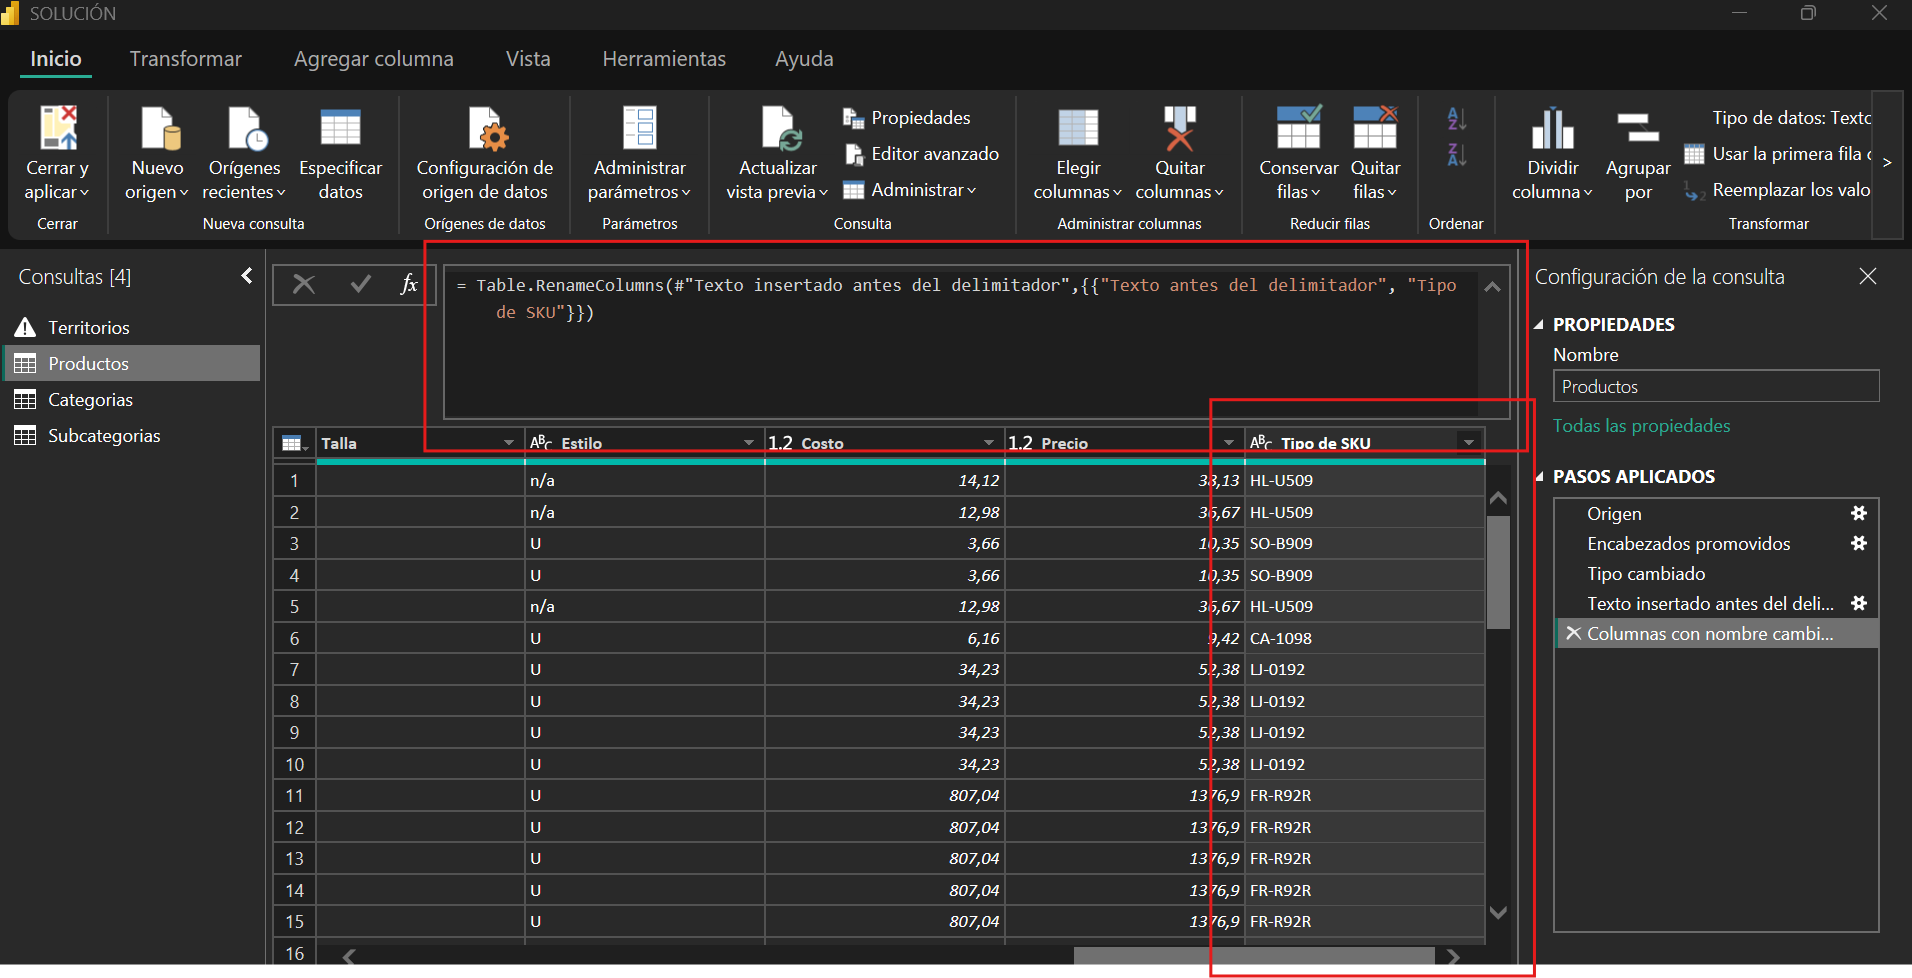 SOLUCIÓN
Inicio Transformar Agregar columna Vista Herramientas Ayuda
Cerrar y aplicar
Nuevo origen
Orígenes recientes
Especificar datos
Configuración de origen de datos
Administrar parámetros
Actualizar vista previa
Propiedades
Editor avanzado
Administrar
Elegir columnas
Quitar columnas
Conservar filas
Quitar filas
A Z
Z A
Dividir columna
Agrupar por
Tipo de datos: Texto
Usar la primera fila
Reemplazar los valo
Cerrar Nueva consulta Orígenes de datos Parámetros Consulta Administrar columnas Reducir filas Ordenar Transformar
Consultas [4]
Territorios
Productos
Categorias
Subcategorias
fx
= Table.RenameColumns(#"Texto insertado antes del delimitador",{{"Texto antes del delimitador", "Tipo
de SKU"}})
Talla ABC Estilo 1.2 Costo 1.2 Precio ABC Tipo de SKU
1 n/a 14,12 38,13 HL-U509
2 n/a 12,98 36,67 HL-U509
3 U 3,66 10,35 SO-B909
4 U 3,66 10,35 SO-B909
5 n/a 12,98 36,67 HL-U509
6 U 6,16 9,42 CA-1098
7 U 34,23 52,38 LJ-0192
8 U 34,23 52,38 LJ-0192
9 U 34,23 52,38 LJ-0192
10 U 34,23 52,38 LJ-0192
11 U 807,04 1376,9 FR-R92R
12 U 807,04 1376,9 FR-R92R
13 U 807,04 1376,9 FR-R92R
14 U 807,04 1376,9 FR-R92R
15 U 807,04 1376,9 FR-R92R
16
Configuración de la consulta
PROPIEDADES
Nombre
Productos
Todas las propiedades
PASOS APLICADOS
Origen
Encabezados promovidos
Tipo cambiado
Texto insertado antes del deli...
Columnas con nombre cambi...